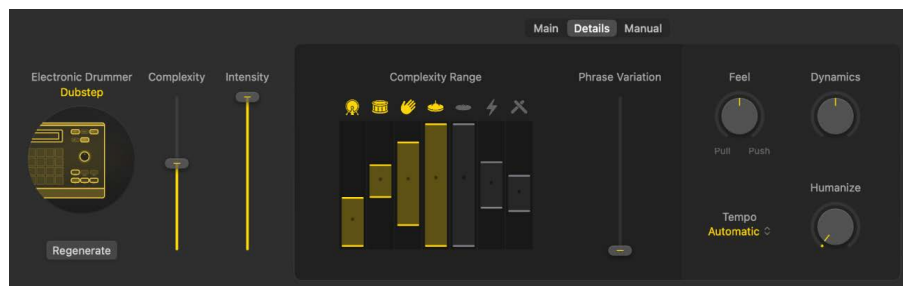 Main Details Manual
Electronic Drummer Complexity Intensity Complexity Range Phrase Variation Feel Dynamics
Dubstep
Pull Push
Humanize
Tempo
Automatic
Regenerate